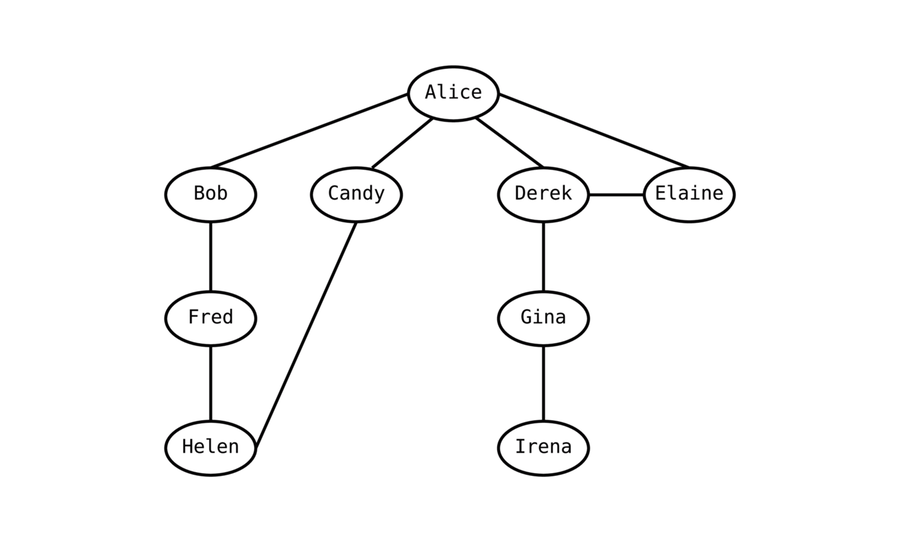 Alice
Bob
Candy
Derek
Elaine
Fred
Gina
Helen
Irena